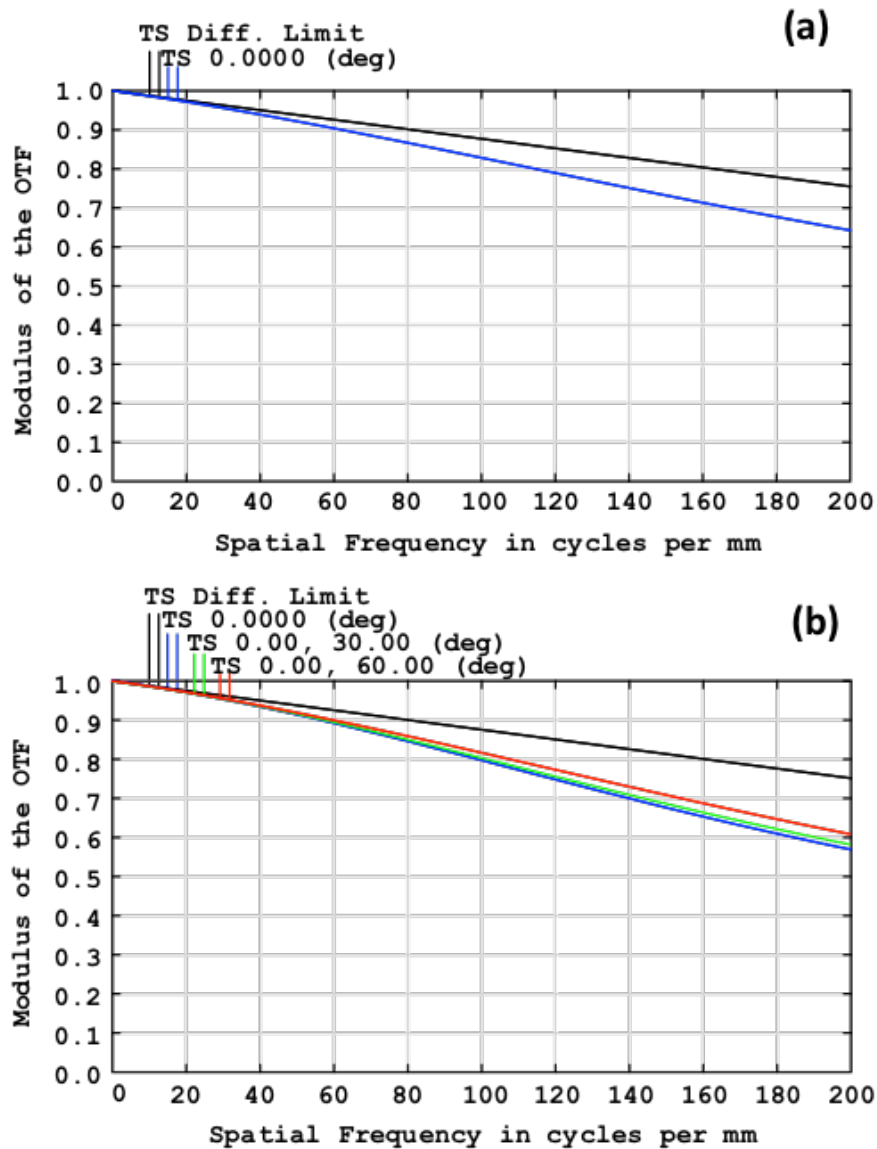 (a)
TS Diff. Limit
TS 0.0000 (deg)
1.0
0.9
0.8
0.7
0.6
0.5
0.4
0.3
0.2
0.1
0.0
Modulus of the OTF
0 20 40 60 80 100 120 140 160 180 200
Spatial Frequency in cycles per mm
(b)
TS Diff. Limit
TS 0.0000 (deg)
TS 0.00, 30.00 (deg)
TS 0.00, 60.00 (deg)
1.0
0.9
0.8
0.7
0.6
0.5
0.4
0.3
0.2
0.1
0.0
Modulus of the OTF
0 20 40 60 80 100 120 140 160 180 200
Spatial Frequency in cycles per mm